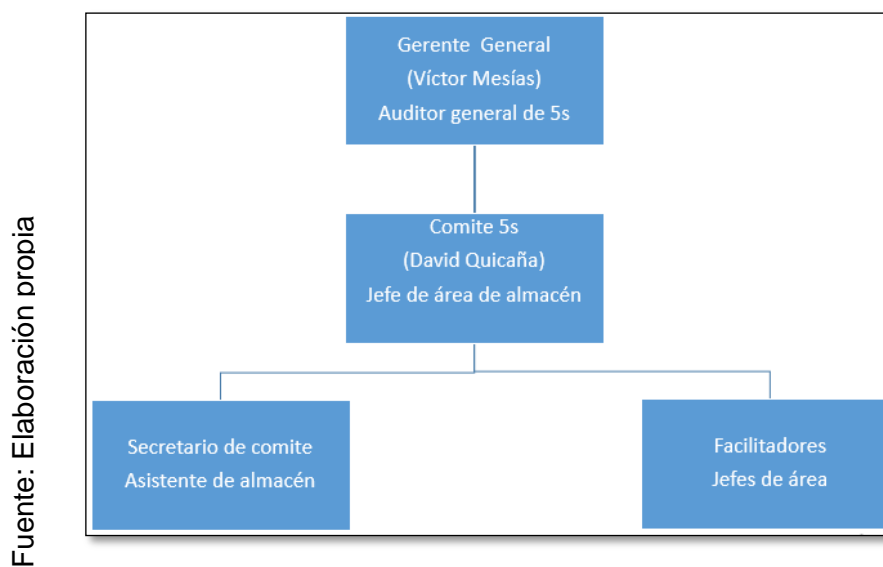 Gerente General
(Víctor Mesías)
Auditor general de 5s
Comite 5s
(David Quicaña)
Jefe de área de almacén
Secretario de comite
Asistente de almacén
Facilitadores
Jefes de área
Fuente: Elaboración propia